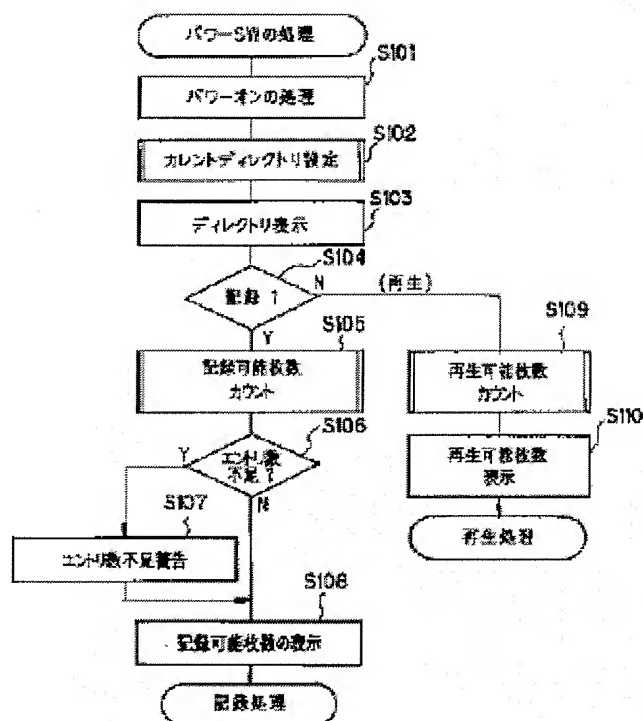 パワーSWの処理
S101
パワーオンの処理
S102
カレントディレクトリ設定
S103
ディレクトリ表示
S104
記録 ?
N
(再生)
Y
S105
記録可能枚数
カウント
S109
再生可能枚数
カウント
S106
エントリ数
不足 ?
Y
N
S110
再生可能枚数
表示
S107
エントリ数不足警告
再生処理
S108
記録可能枚数の表示
記録処理